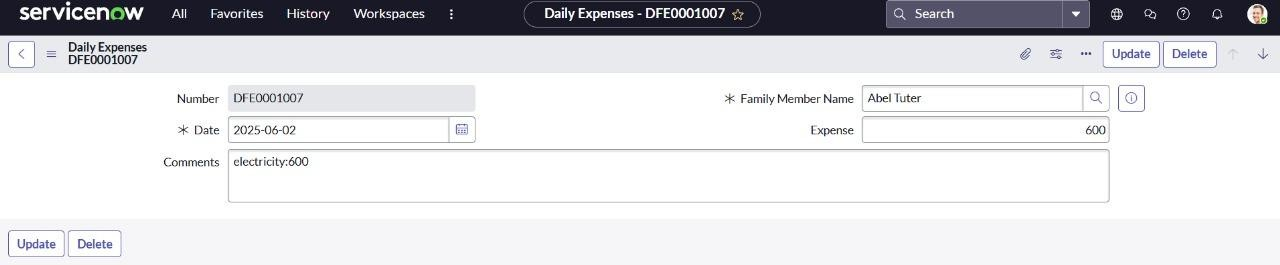 servicenow All Favorites History Workspaces Daily Expenses - DFE0001007 Search
Daily Expenses
DFE0001007
Update Delete
Number DFE0001007 * Family Member Name Abel Tuter
* Date 2025-06-02 Expense 600
Comments electricity:600
Update Delete